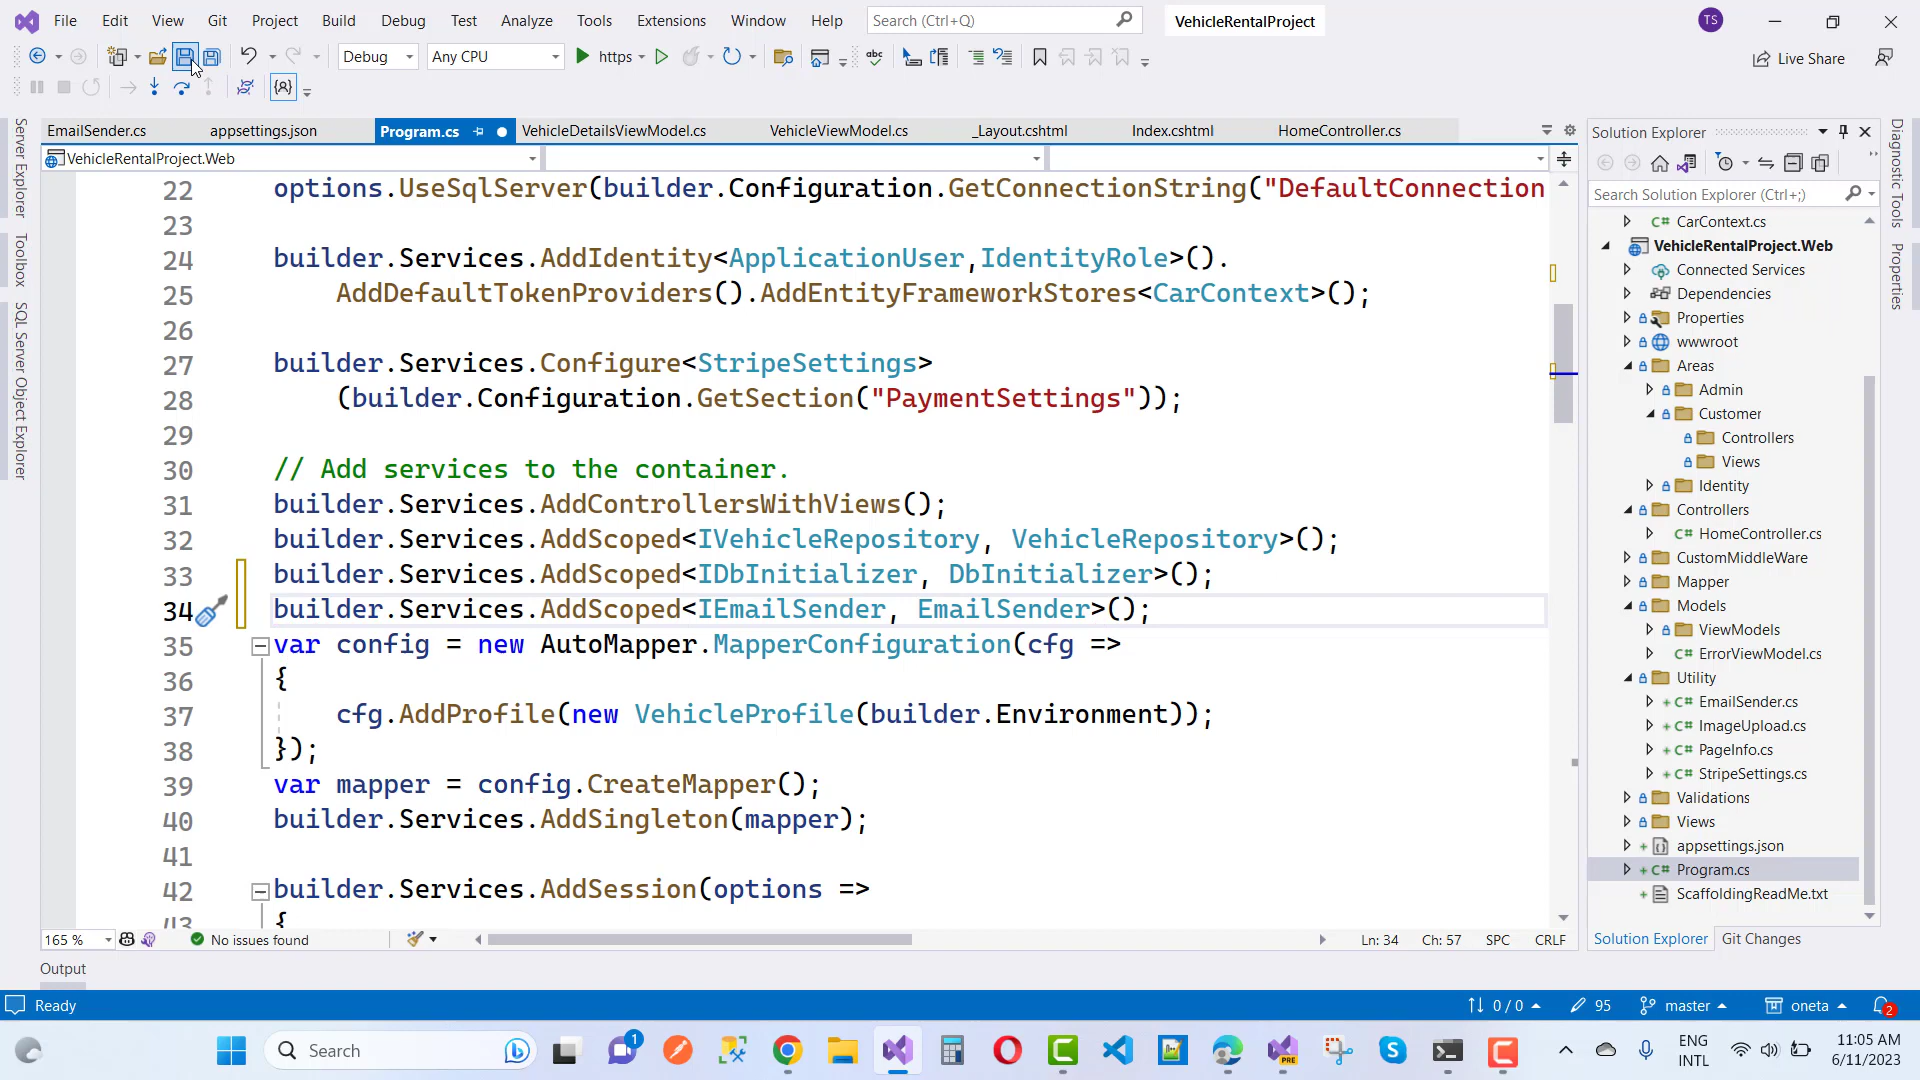 File Edit View Git Project Build Debug Test Analyze Tools Extensions Window Help Search (Ctrl+Q) VehicleRentalProject TS
Debug Any CPU https Live Share
EmailSender.cs appsettings.json Program.cs VehicleDetailsViewModel.cs VehicleViewModel.cs _Layout.cshtml Index.cshtml HomeController.cs
VehicleRentalProject.Web
22 options.UseSqlServer(builder.Configuration.GetConnectionString("DefaultConnection
23
24 builder.Services.AddIdentity<ApplicationUser,IdentityRole>().
25 AddDefaultTokenProviders().AddEntityFrameworkStores<CarContext>();
26
27 builder.Services.Configure<StripeSettings>
28 (builder.Configuration.GetSection("PaymentSettings"));
29
30 // Add services to the container.
31 builder.Services.AddControllersWithViews();
32 builder.Services.AddScoped<IVehicleRepository, VehicleRepository>();
33 builder.Services.AddScoped<IDbInitializer, DbInitializer>();
34 builder.Services.AddScoped<IEmailSender, EmailSender>();
35 var config = new AutoMapper.MapperConfiguration(cfg =>
36 {
37 cfg.AddProfile(new VehicleProfile(builder.Environment));
38 });
39 var mapper = config.CreateMapper();
40 builder.Services.AddSingleton(mapper);
41
42 builder.Services.AddSession(options =>
43 {
165 % No issues found Ln: 34 Ch: 57 SPC CRLF
Output
Server Explorer
Toolbox
SQL Server Object Explorer
Solution Explorer
Search Solution Explorer (Ctrl+;)
CarContext.cs
VehicleRentalProject.Web
Connected Services
Dependencies
Properties
wwwroot
Areas
Admin
Customer
Controllers
Views
Identity
Controllers
HomeController.cs
CustomMiddleWare
Mapper
Models
ViewModels
ErrorViewModel.cs
Utility
EmailSender.cs
ImageUpload.cs
PageInfo.cs
StripeSettings.cs
Validations
Views
appsettings.json
Program.cs
ScaffoldingReadMe.txt
Solution Explorer Git Changes
Diagnostic Tools
Properties
Ready 0 / 0 95 master oneta 2
Search 1 PRE ENG INTL 11:05 AM
6/11/2023